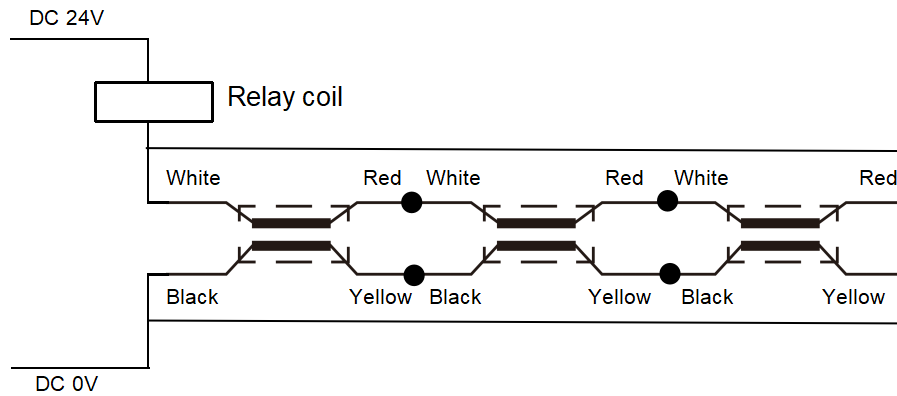 DC 24V
Relay coil
White Red White Red White Red
Black Yellow Black Yellow Black Yellow
DC 0V